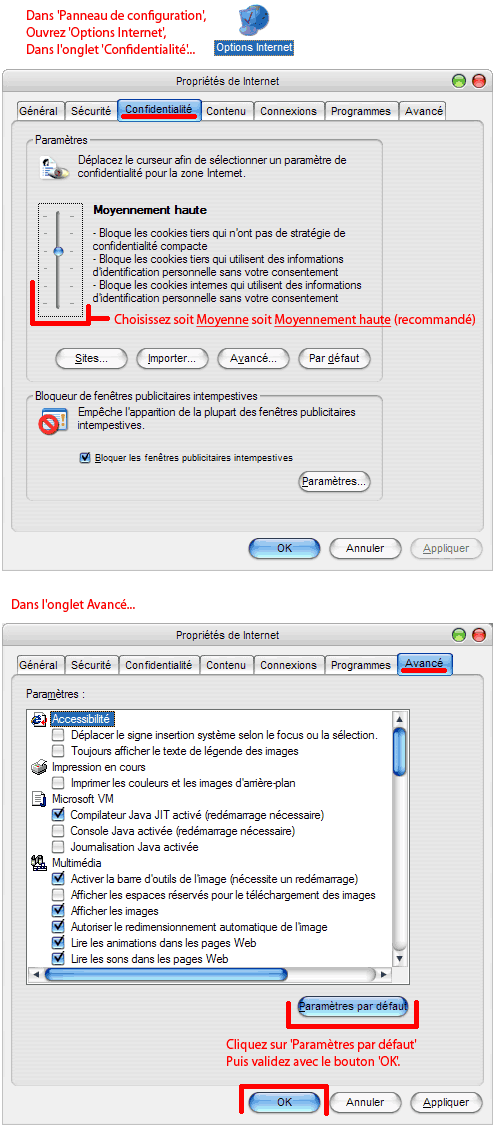 Dans 'Panneau de configuration',
Ouvrez 'Options Internet',
Dans l'onglet 'Confidentialité'...
Options Internet
Propriétés de Internet
Général Sécurité Confidentialité Contenu Connexions Programmes Avancé
Paramètres
Déplacez le curseur afin de sélectionner un paramètre de
confidentialité pour la zone Internet.
Moyennement haute
- Bloque les cookies tiers qui n'ont pas de stratégie de
confidentialité compacte
- Bloque les cookies tiers qui utilisent des informations
d'identification personnelle sans votre consentement
- Bloque les cookies internes qui utilisent des infomations
d'identification personnelle sans votre consentement
Choisissez soit Moyenne soit Moyennement haute (recommandé)
Sites... Importer... Avancé... Par défaut
Bloqueur de fenêtres publicitaires intempestives
Empêche l'apparition de la plupart des fenêtres publicitaires
intempestives.
Bloquer les fenêtres publicitaires intempestives
Paramètres...
OK Annuler Appliquer
Dans l'onglet Avancé...
Propriétés de Internet
Général Sécurité Confidentialité Contenu Connexions Programmes Avancé
Paramètres :
Accessibilité
Déplacer le signe insertion système selon le focus ou la sélection.
Toujours afficher le texte de légende des images
Impression en cours
Imprimer les couleurs et les images d'arrière-plan
Microsoft VM
Compilateur Java JIT activé (redémarrage nécessaire)
Console Java activée (redémarrage nécessaire)
Journalisation Java activée
Multimédia
Activer la barre d'outils de l'image (nécessite un redémarrage)
Afficher les espaces réservés pour le téléchargement des images
Afficher les images
Autoriser le redimensionnement automatique de l'image
Lire les animations dans les pages Web
Lire les sons dans les pages Web
Paramètres par défaut
Cliquez sur 'Paramètres par défaut'
Puis validez avec le bouton 'OK'.
OK Annuler Appliquer